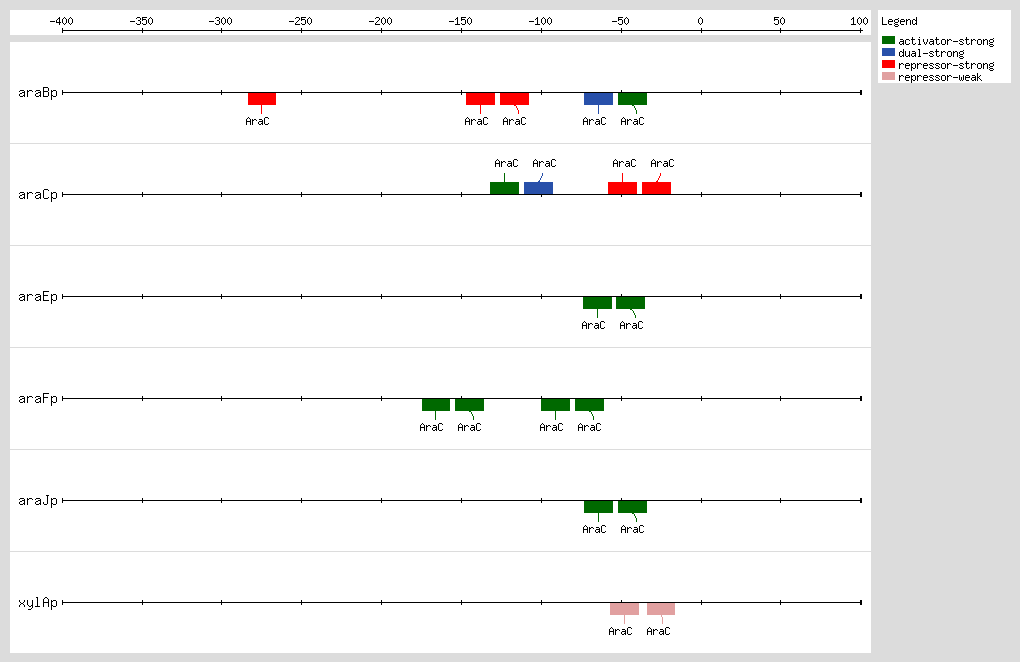 -400 -350 -300 -250 -200 -150 -100 -50 0 50 100
Legend
activator-strong
dual-strong
repressor-strong
repressor-weak
araBp
AraC AraC AraC AraC AraC
AraC AraC AraC AraC
araCp
araEp
AraC AraC
araFp
AraC AraC AraC AraC
araJp
AraC AraC
xylAp
AraC AraC